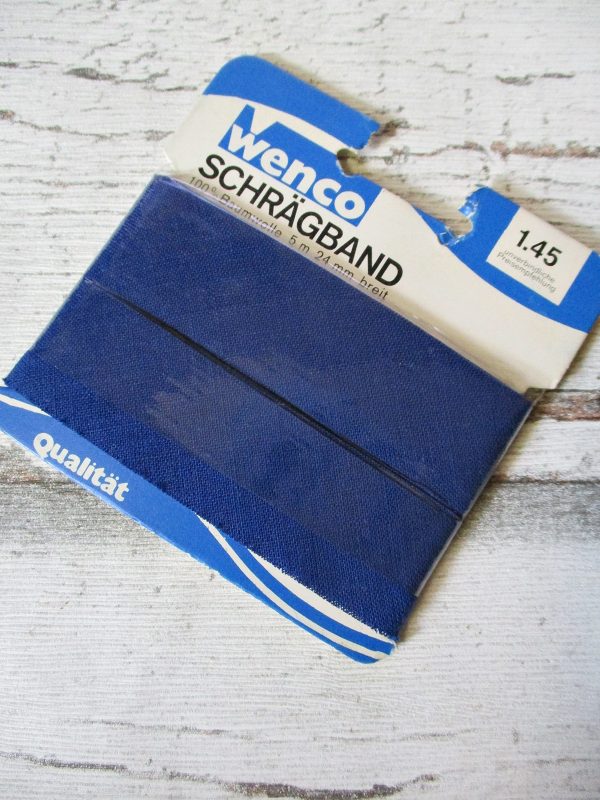 wenco
SCHRÄGBAND
100% Baumwolle, 5 m, 24 mm breit
1.45
unverbindliche
Preisempfehlung
Qualität